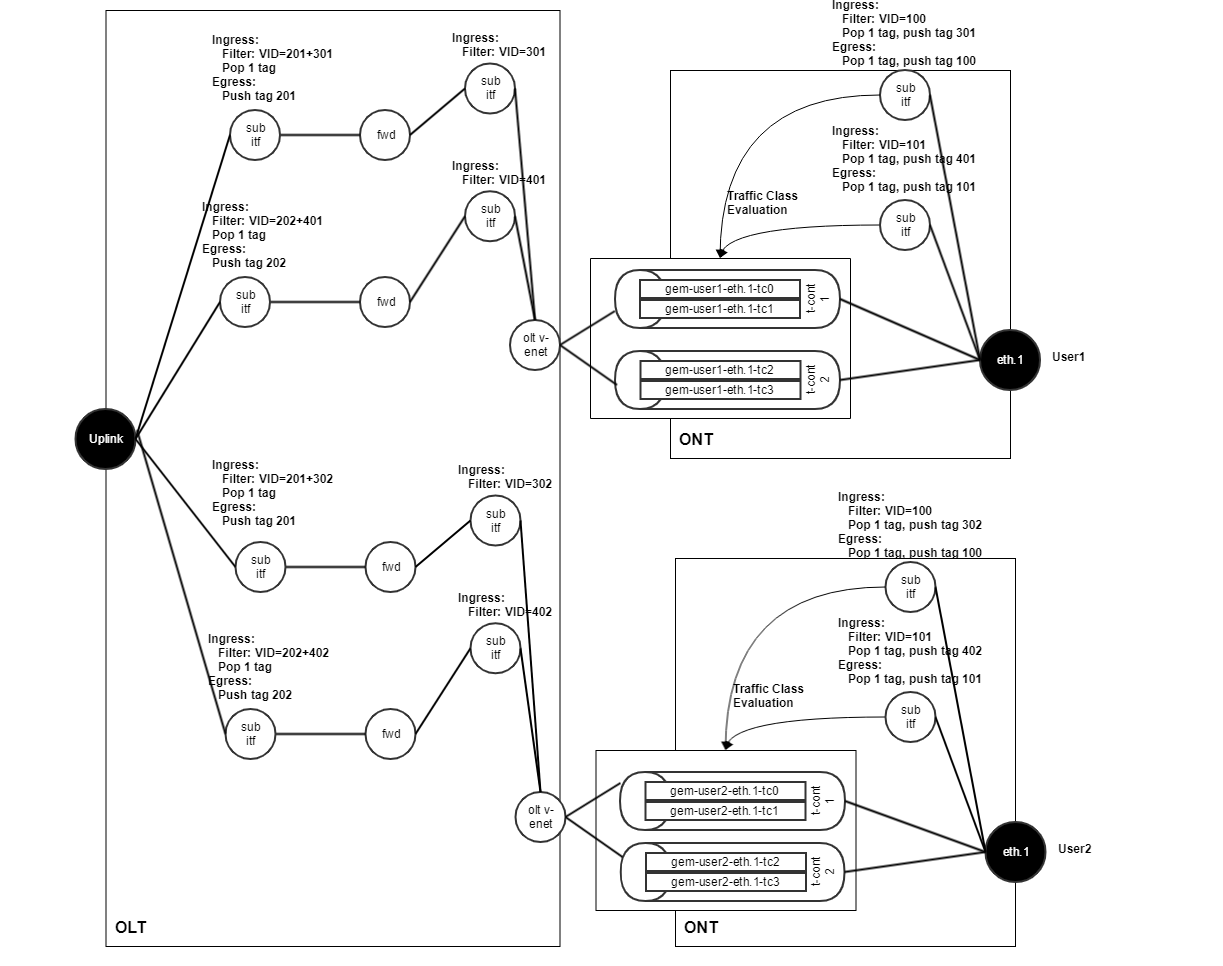 Ingress:
Filter: VID=201+301
Pop 1 tag
Egress:
Push tag 201
sub
itf
fwd
Ingress:
Filter: VID=301
sub
itf
Ingress:
Filter: VID=202+401
Pop 1 tag
Egress:
Push tag 202
sub
itf
fwd
Ingress:
Filter: VID=401
sub
itf
olt v-
enet
Uplink
Ingress:
Filter: VID=201+302
Pop 1 tag
Egress:
Push tag 201
sub
itf
fwd
Ingress:
Filter: VID=302
sub
itf
Ingress:
Filter: VID=202+402
Pop 1 tag
Egress:
Push tag 202
sub
itf
fwd
Ingress:
Filter: VID=402
sub
itf
olt v-
enet
OLT
Ingress:
Filter: VID=100
Pop 1 tag, push tag 301
Egress:
Pop 1 tag, push tag 100
sub
itf
Ingress:
Filter: VID=101
Pop 1 tag, push tag 401
Egress:
Pop 1 tag, push tag 101
sub
itf
Traffic Class
Evaluation
gem-user1-eth.1-tc0
gem-user1-eth.1-tc1
t-cont
1
gem-user1-eth.1-tc2
gem-user1-eth.1-tc3
t-cont
2
eth.1
User1
ONT
Ingress:
Filter: VID=100
Pop 1 tag, push tag 302
Egress:
Pop 1 tag, push tag 100
sub
itf
Ingress:
Filter: VID=101
Pop 1 tag, push tag 402
Egress:
Pop 1 tag, push tag 101
sub
itf
Traffic Class
Evaluation
gem-user2-eth.1-tc0
gem-user2-eth.1-tc1
t-cont
1
gem-user2-eth.1-tc2
gem-user2-eth.1-tc3
t-cont
2
eth.1
User2
ONT